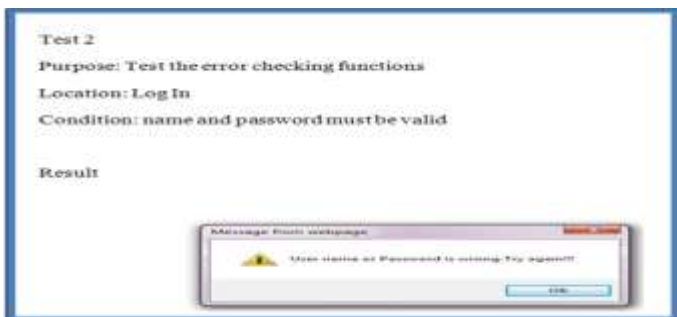 Test 2
Purpose: Test the error checking functions
Location: Log In
Condition: name and password must be valid
Result
Message from webpage
User name or Password is wrong Try again!!!
OK